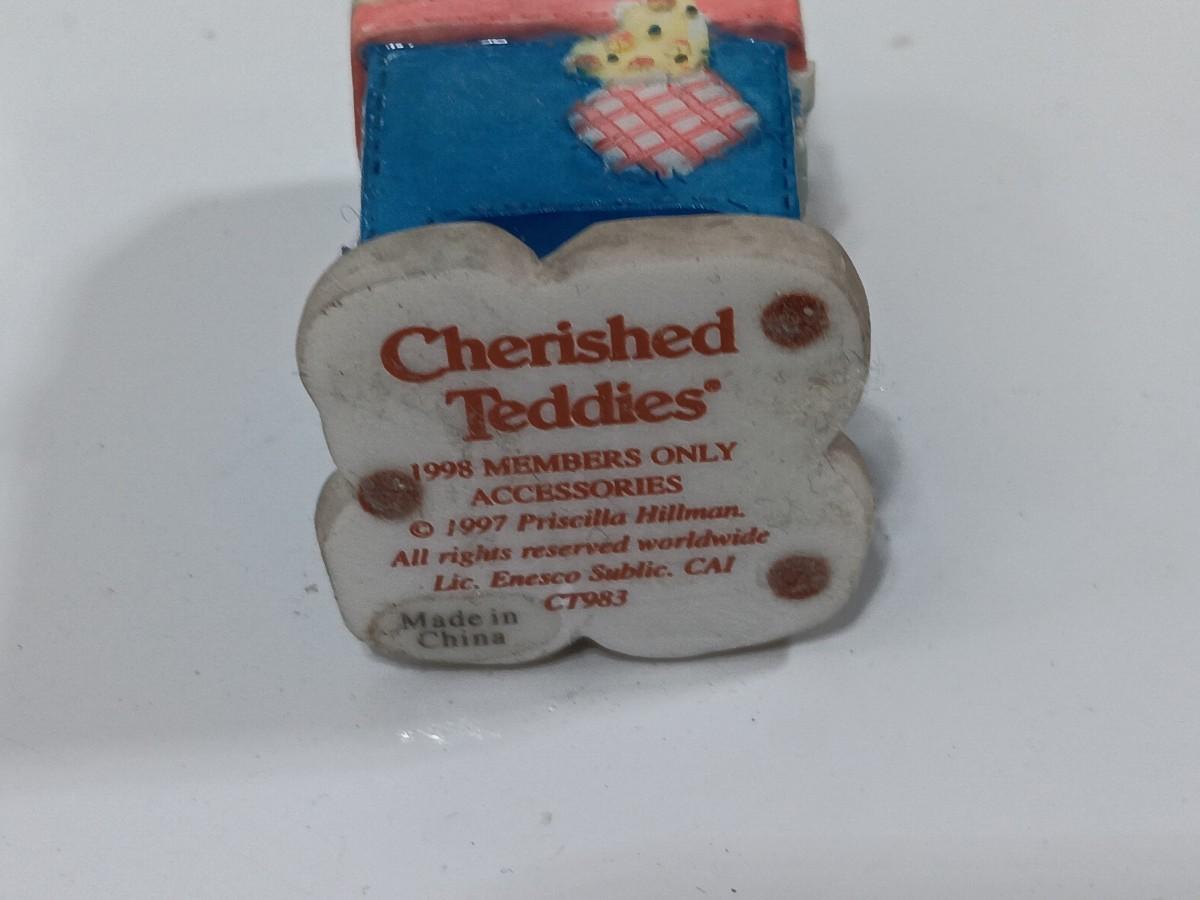 Cherished
Teddies®
1998 MEMBERS ONLY
ACCESSORIES
© 1997 Priscilla Hillman.
All rights reserved worldwide
Lic. Enesco Sublic. CAI
CT983
Made in
China